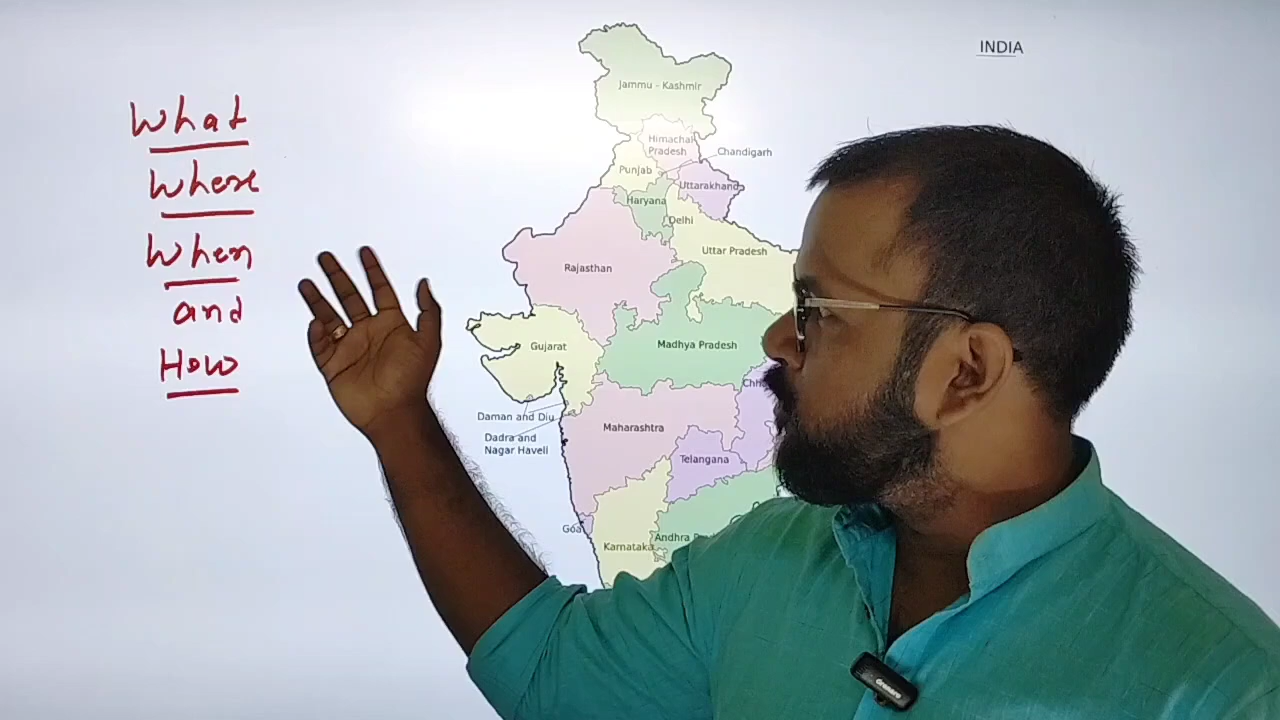 What
Where
When
and
How
INDIA
Jammu - Kashmir
Himachal
Pradesh
Chandigarh
Punjab
Uttarakhand
Haryana
Delhi
Uttar Pradesh
Rajasthan
Gujarat
Madhya Pradesh
Daman and Diu
Dadra and
Nagar Haveli
Maharashtra
Telangana
Goa
Karnataka
Andhra